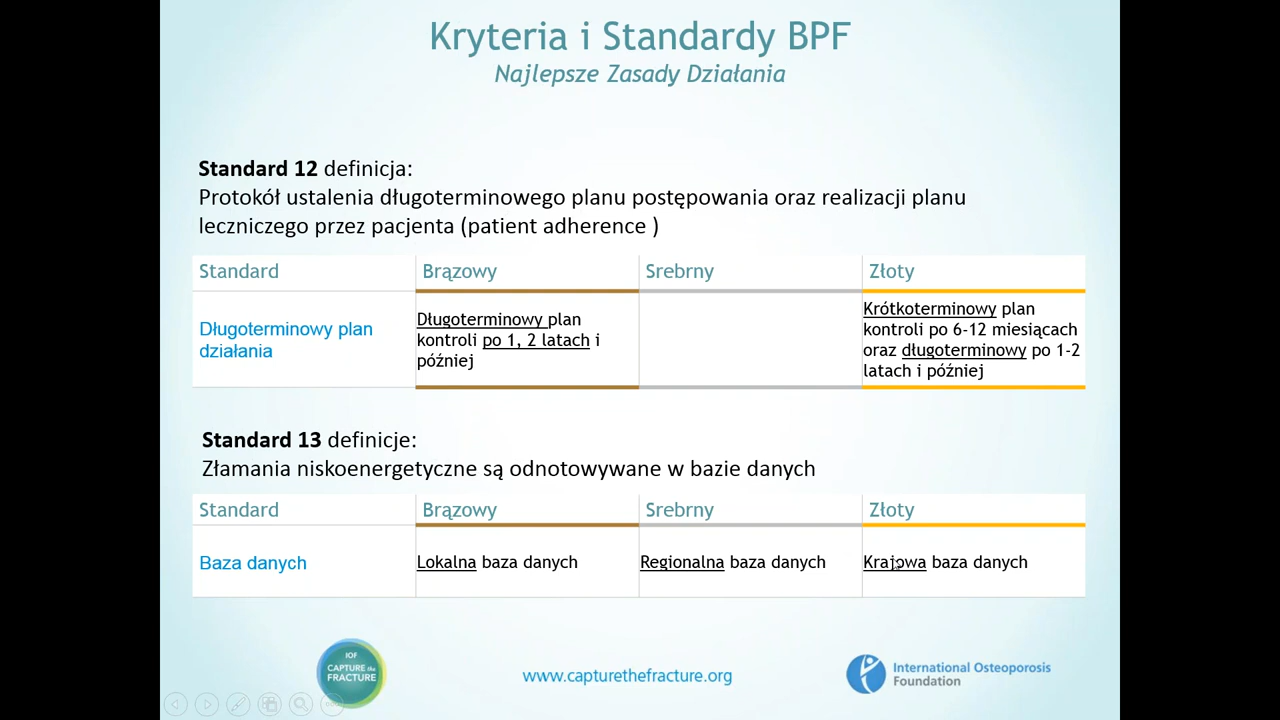 Kryteria i Standardy BPF
Najlepsze Zasady Działania
Standard 12 definicja:
Protokół ustalenia długoterminowego planu postępowania oraz realizacji planu
leczniczego przez pacjenta (patient adherence )
Standard
Brązowy
Srebrny
Złoty
Długoterminowy plan
działania
Długoterminowy plan
kontroli po 1, 2 latach i
później
Krótkoterminowy plan
kontroli po 6-12 miesiącach
oraz długoterminowy po 1-2
latach i później
Standard 13 definicje:
Złamania niskoenergetyczne są odnotowywane w bazie danych
Standard
Brązowy
Srebrny
Złoty
Baza danych
Lokalna baza danych
Regionalna baza danych
Krajowa baza danych
IOF
CAPTURE the
FRACTURE
www.capturethefracture.org
International Osteoporosis
Foundation